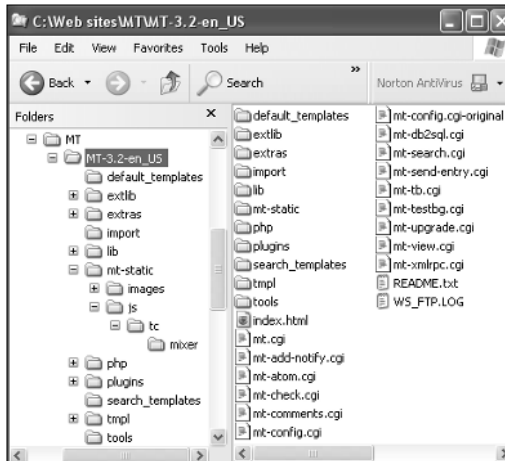 C:\Web sites\MT\MT-3.2-en_US
File Edit View Favorites Tools Help
Back Search » Norton AntiVirus
Folders x
MT
MT-3.2-en_US
default_templates
extlib
extras
import
lib
mt-static
images
js
tc
mixer
php
plugins
search_templates
tmpl
tools
default_templates
extlib
extras
import
lib
mt-static
php
plugins
search_templates
tmpl
tools
index.html
mt.cgi
mt-add-notify.cgi
mt-atom.cgi
mt-check.cgi
mt-comments.cgi
mt-config.cgi
mt-config.cgi-original
mt-db2sql.cgi
mt-search.cgi
mt-send-entry.cgi
mt-tb.cgi
mt-testbg.cgi
mt-upgrade.cgi
mt-view.cgi
mt-xmlrpc.cgi
README.txt
WS_FTP.LOG